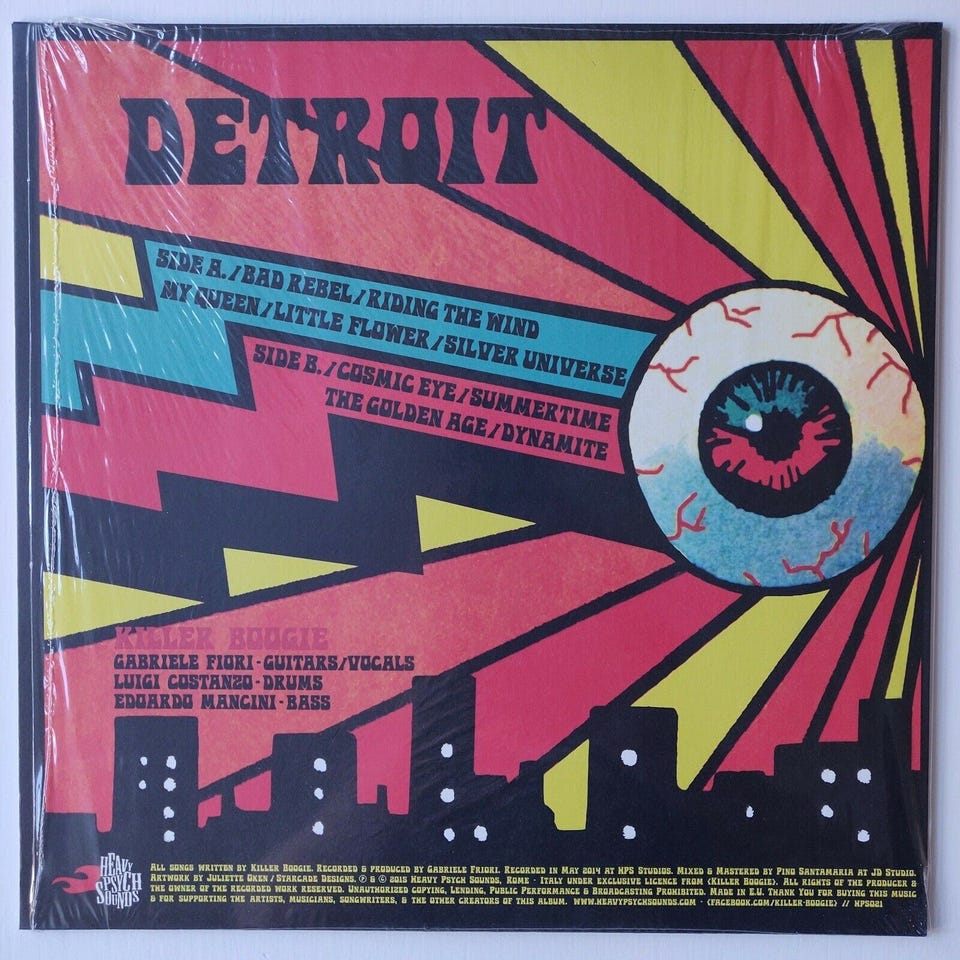 DETROIT
SIDE A. / BAD REBEL / RIDING THE WIND
MY QUEEN / LITTLE FLOWER / SILVER UNIVERSE
SIDE B. / COSMIC EYE / SUMMERTIME
THE GOLDEN AGE / DYNAMITE
KILLER BOOGIE
GABRIELE FIORI - GUITARS/VOCALS
LUIGI COSTANZO - DRUMS
EDOARDO MANCINI - BASS
HEAVY
PSYCH
SOUNDS
ALL SONGS WRITTEN BY KILLER BOOGIE. RECORDED & PRODUCED BY GABRIELE FRIORI. RECORDED IN MAY 2014 AT HPS STUDIOS. MIXED & MASTERED BY PINO SANTAMARIA AT JD STUDIO.
ARTWORK BY JULIETTE OKEN / STARCADE DESIGNS. ℗ & © 2015 HEAVY PSYCH SOUNDS, ROME - ITALY UNDER EXCLUSIVE LICENCE FROM (KILLER BOOGIE). ALL RIGHTS OF THE PRODUCER &
THE OWNER OF THE RECORDED WORK RESERVED. UNAUTHORIZED COPYING, LENDING, PUBLIC PERFORMANCE & BROADCASTING PROHIBITED. MADE IN E.U. THANK YOU FOR BUYING THIS MUSIC
& FOR SUPPORTING THE ARTISTS, MUSICIANS, SONGWRITERS, & THE OTHER CREATORS OF THIS ALBUM. WWW.HEAVYPSYCHSOUNDS.COM - (FACEBOOK.COM/KILLER-BOOGIE) // HPS021